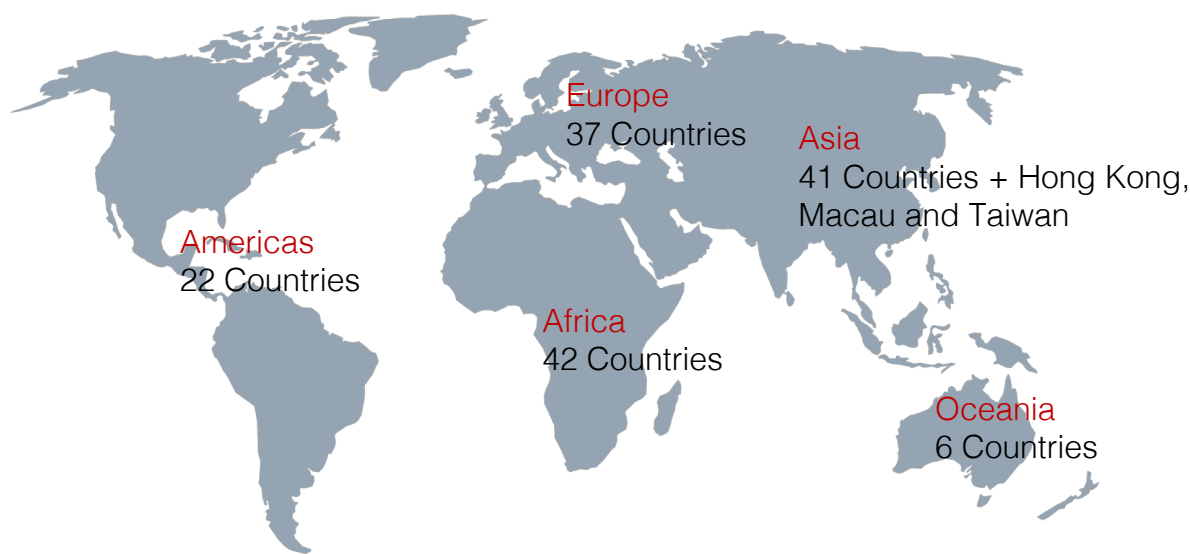 Europe
37 Countries
Asia
41 Countries + Hong Kong,
Macau and Taiwan
Americas
22 Countries
Africa
42 Countries
Oceania
6 Countries